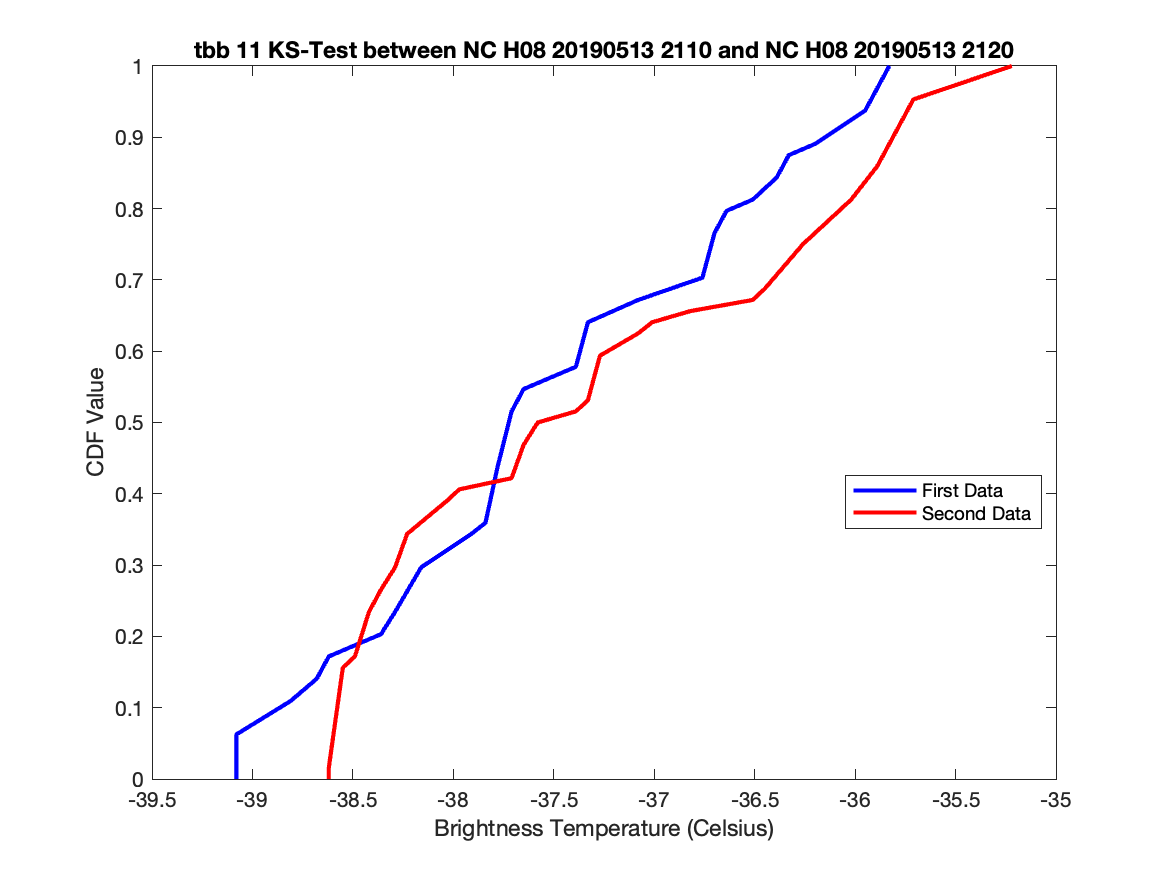 tbb 11 KS-Test between NC H08 20190513 2110 and NC H08 20190513 2120
1
0.9
0.8
0.7
0.6
0.5
0.4
0.3
0.2
0.1
0
CDF Value
First Data
Second Data
-39.5 -39 -38.5 -38 -37.5 -37 -36.5 -36 -35.5 -35
Brightness Temperature (Celsius)